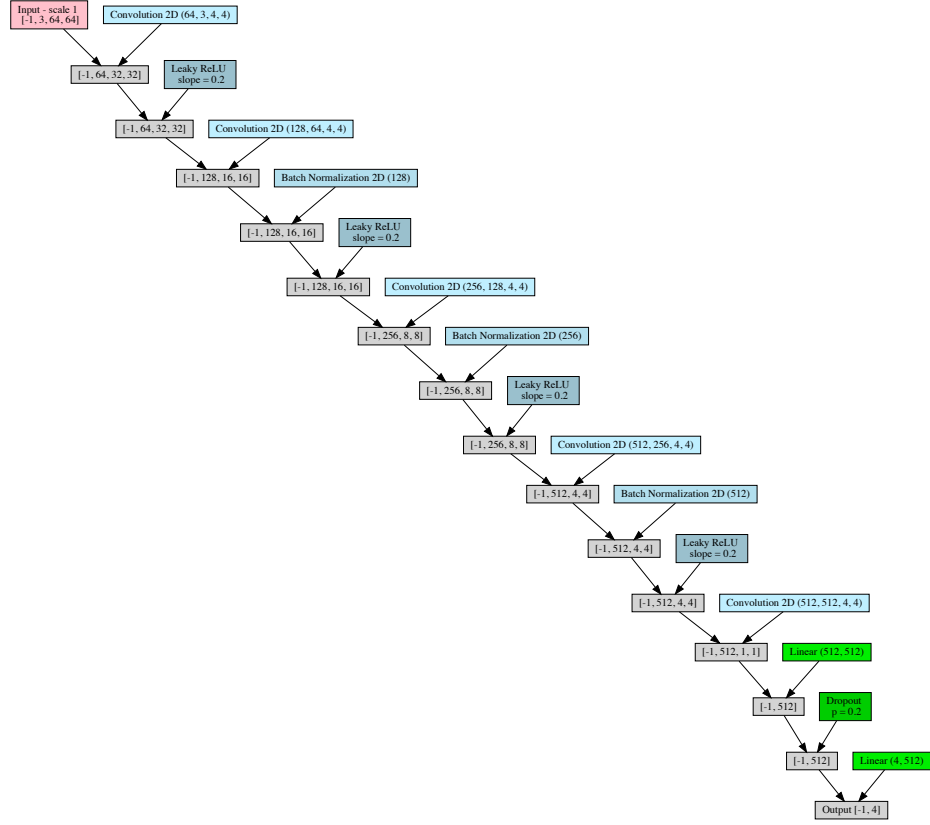 Input - scale 1
[-1, 3, 64, 64]
Convolution 2D (64, 3, 4, 4)
[-1, 64, 32, 32]
Leaky ReLU
slope = 0.2
[-1, 64, 32, 32]
Convolution 2D (128, 64, 4, 4)
[-1, 128, 16, 16]
Batch Normalization 2D (128)
[-1, 128, 16, 16]
Leaky ReLU
slope = 0.2
[-1, 128, 16, 16]
Convolution 2D (256, 128, 4, 4)
[-1, 256, 8, 8]
Batch Normalization 2D (256)
[-1, 256, 8, 8]
Leaky ReLU
slope = 0.2
[-1, 256, 8, 8]
Convolution 2D (512, 256, 4, 4)
[-1, 512, 4, 4]
Batch Normalization 2D (512)
[-1, 512, 4, 4]
Leaky ReLU
slope = 0.2
[-1, 512, 4, 4]
Convolution 2D (512, 512, 4, 4)
[-1, 512, 1, 1]
Linear (512, 512)
[-1, 512]
Dropout
p = 0.2
[-1, 512]
Linear (4, 512)
Output [-1, 4]